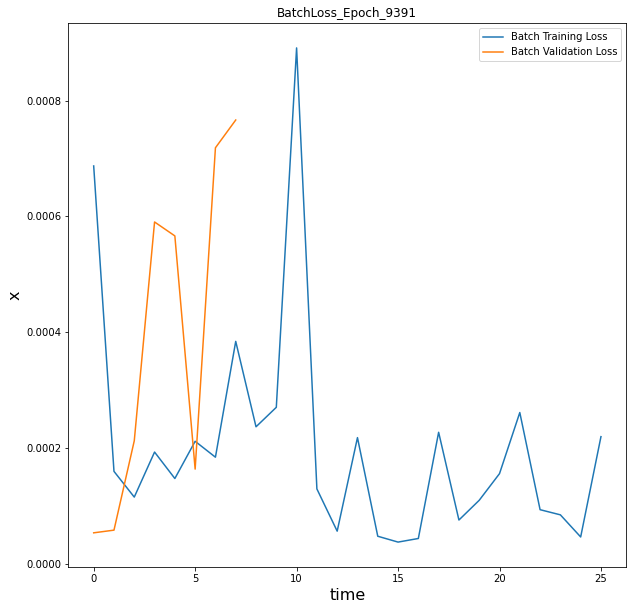 BatchLoss_Epoch_9391
Batch Training Loss
Batch Validation Loss
x
0.0008
0.0006
0.0004
0.0002
0.0000
0 5 10 15 20 25
time